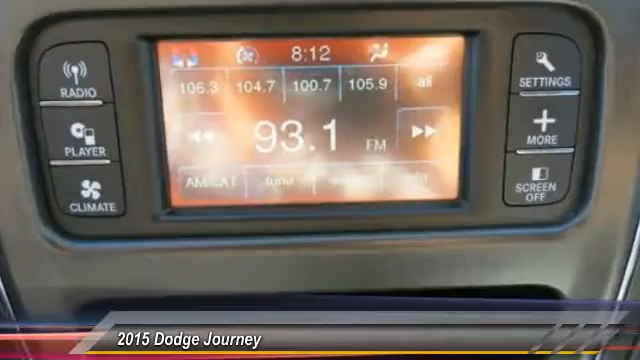 8:12
106.3 104.7 100.7 105.9 all
93.1 FM
AM/SAT tune
RADIO
PLAYER
CLIMATE
SETTINGS
MORE
SCREEN
OFF
2015 Dodge Journey